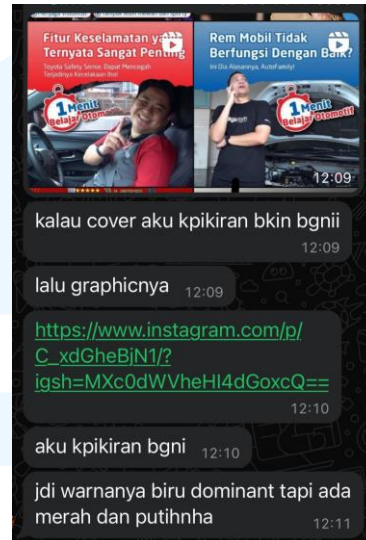 Fitur Keselamatan yang
Ternyata Sangat Penting
Toyota Safety Sense, Dapat Mencegah
Terjadinya Kecelakaan lho!
1 Menit
Belajar Otomotif
Rem Mobil Tidak
Berfungsi Dengan Baik?
Ini Dia Alasannya, AutoFamily!
1 Menit
Belajar Otomotif
12:09
kalau cover aku kpikiran bkin bgnii
12:09
lalu graphicnya 12:09
https://www.instagram.com/p/
C_xdGheBjN1/?
igsh=MXc0dWVheHI4dGoxcQ==
12:10
aku kpikiran bgni 12:10
jdi warnanya biru dominant tapi ada
merah dan putihnha 12:11